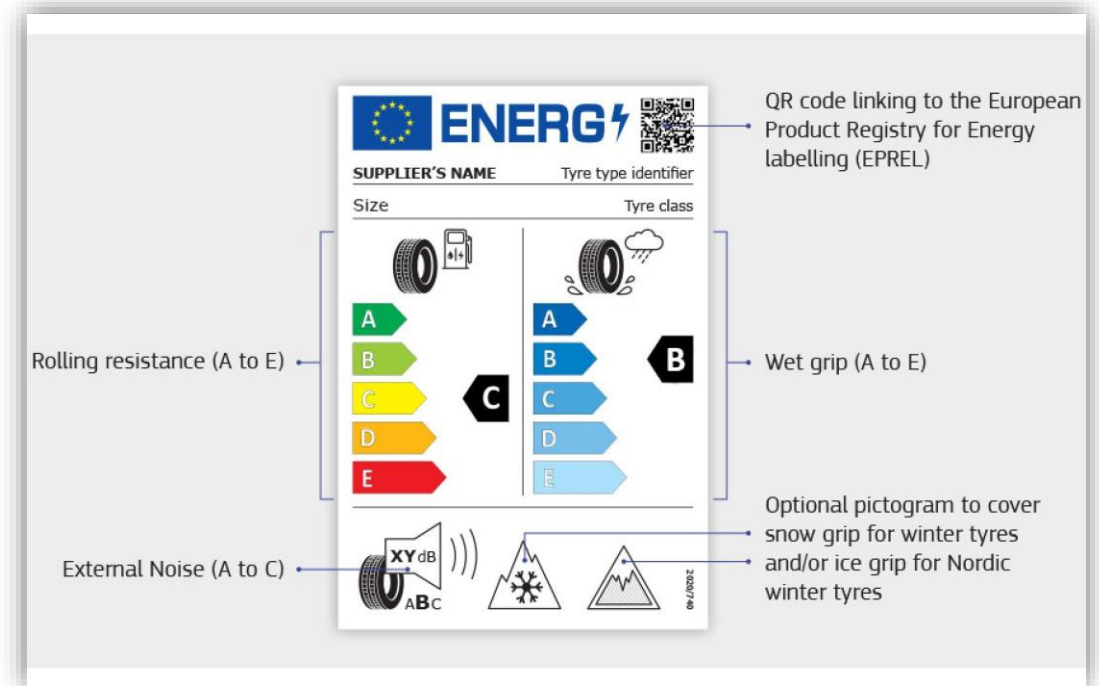 ENERG
QR code linking to the European
Product Registry for Energy
labelling (EPREL)
SUPPLIER'S NAME Tyre type identifier
Size Tyre class
A A
B B B
C C C
D D
E E
Rolling resistance (A to E)
Wet grip (A to E)
XY dB
ABC
External Noise (A to C)
2020/740
Optional pictogram to cover
snow grip for winter tyres
and/or ice grip for Nordic
winter tyres